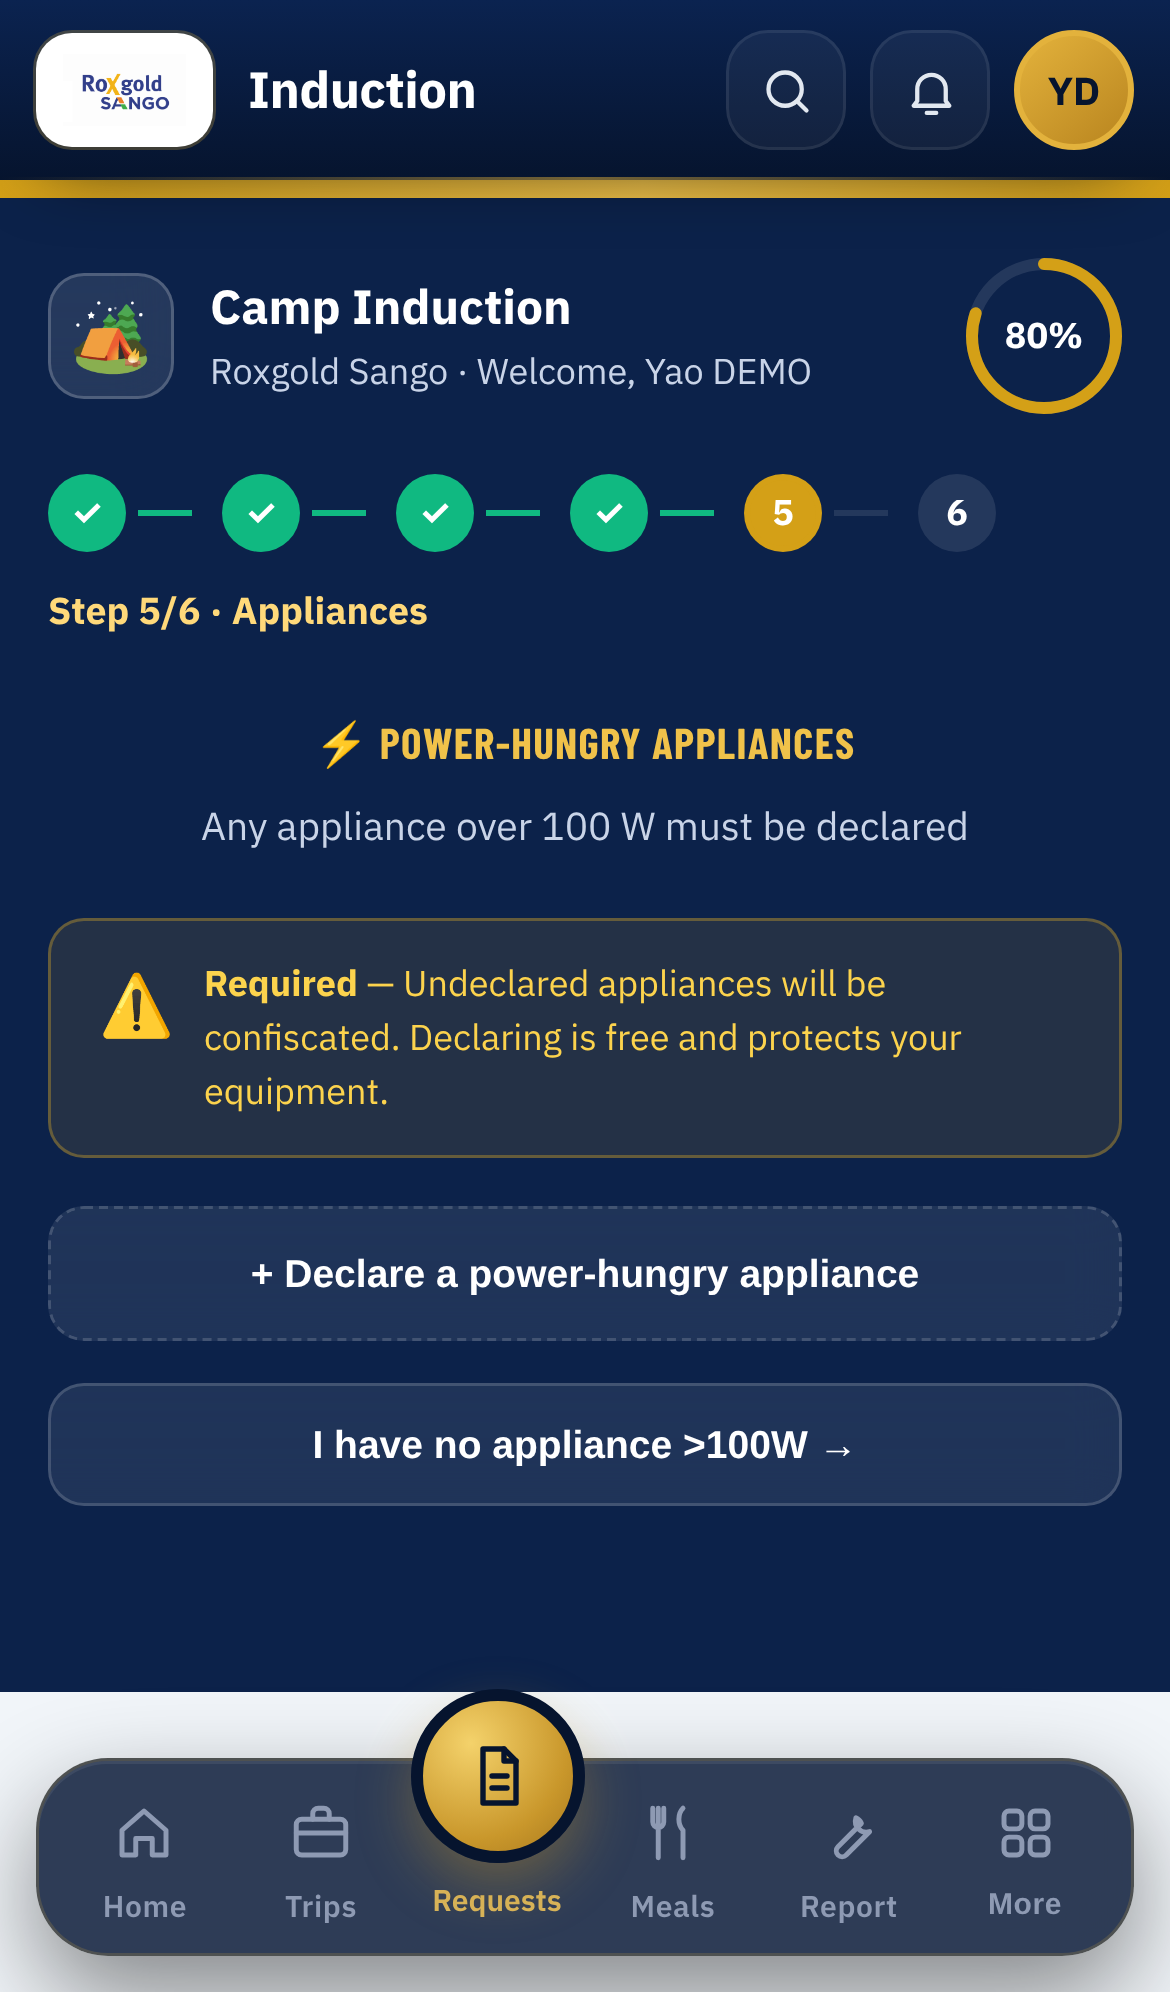 Roxgold
SANGO
Induction
YD
Camp Induction
Roxgold Sango · Welcome, Yao DEMO
80%
5
6
Step 5/6 · Appliances
⚡ POWER-HUNGRY APPLIANCES
Any appliance over 100 W must be declared
Required — Undeclared appliances will be
confiscated. Declaring is free and protects your
equipment.
+ Declare a power-hungry appliance
I have no appliance >100W →
Home
Trips
Requests
Meals
Report
More